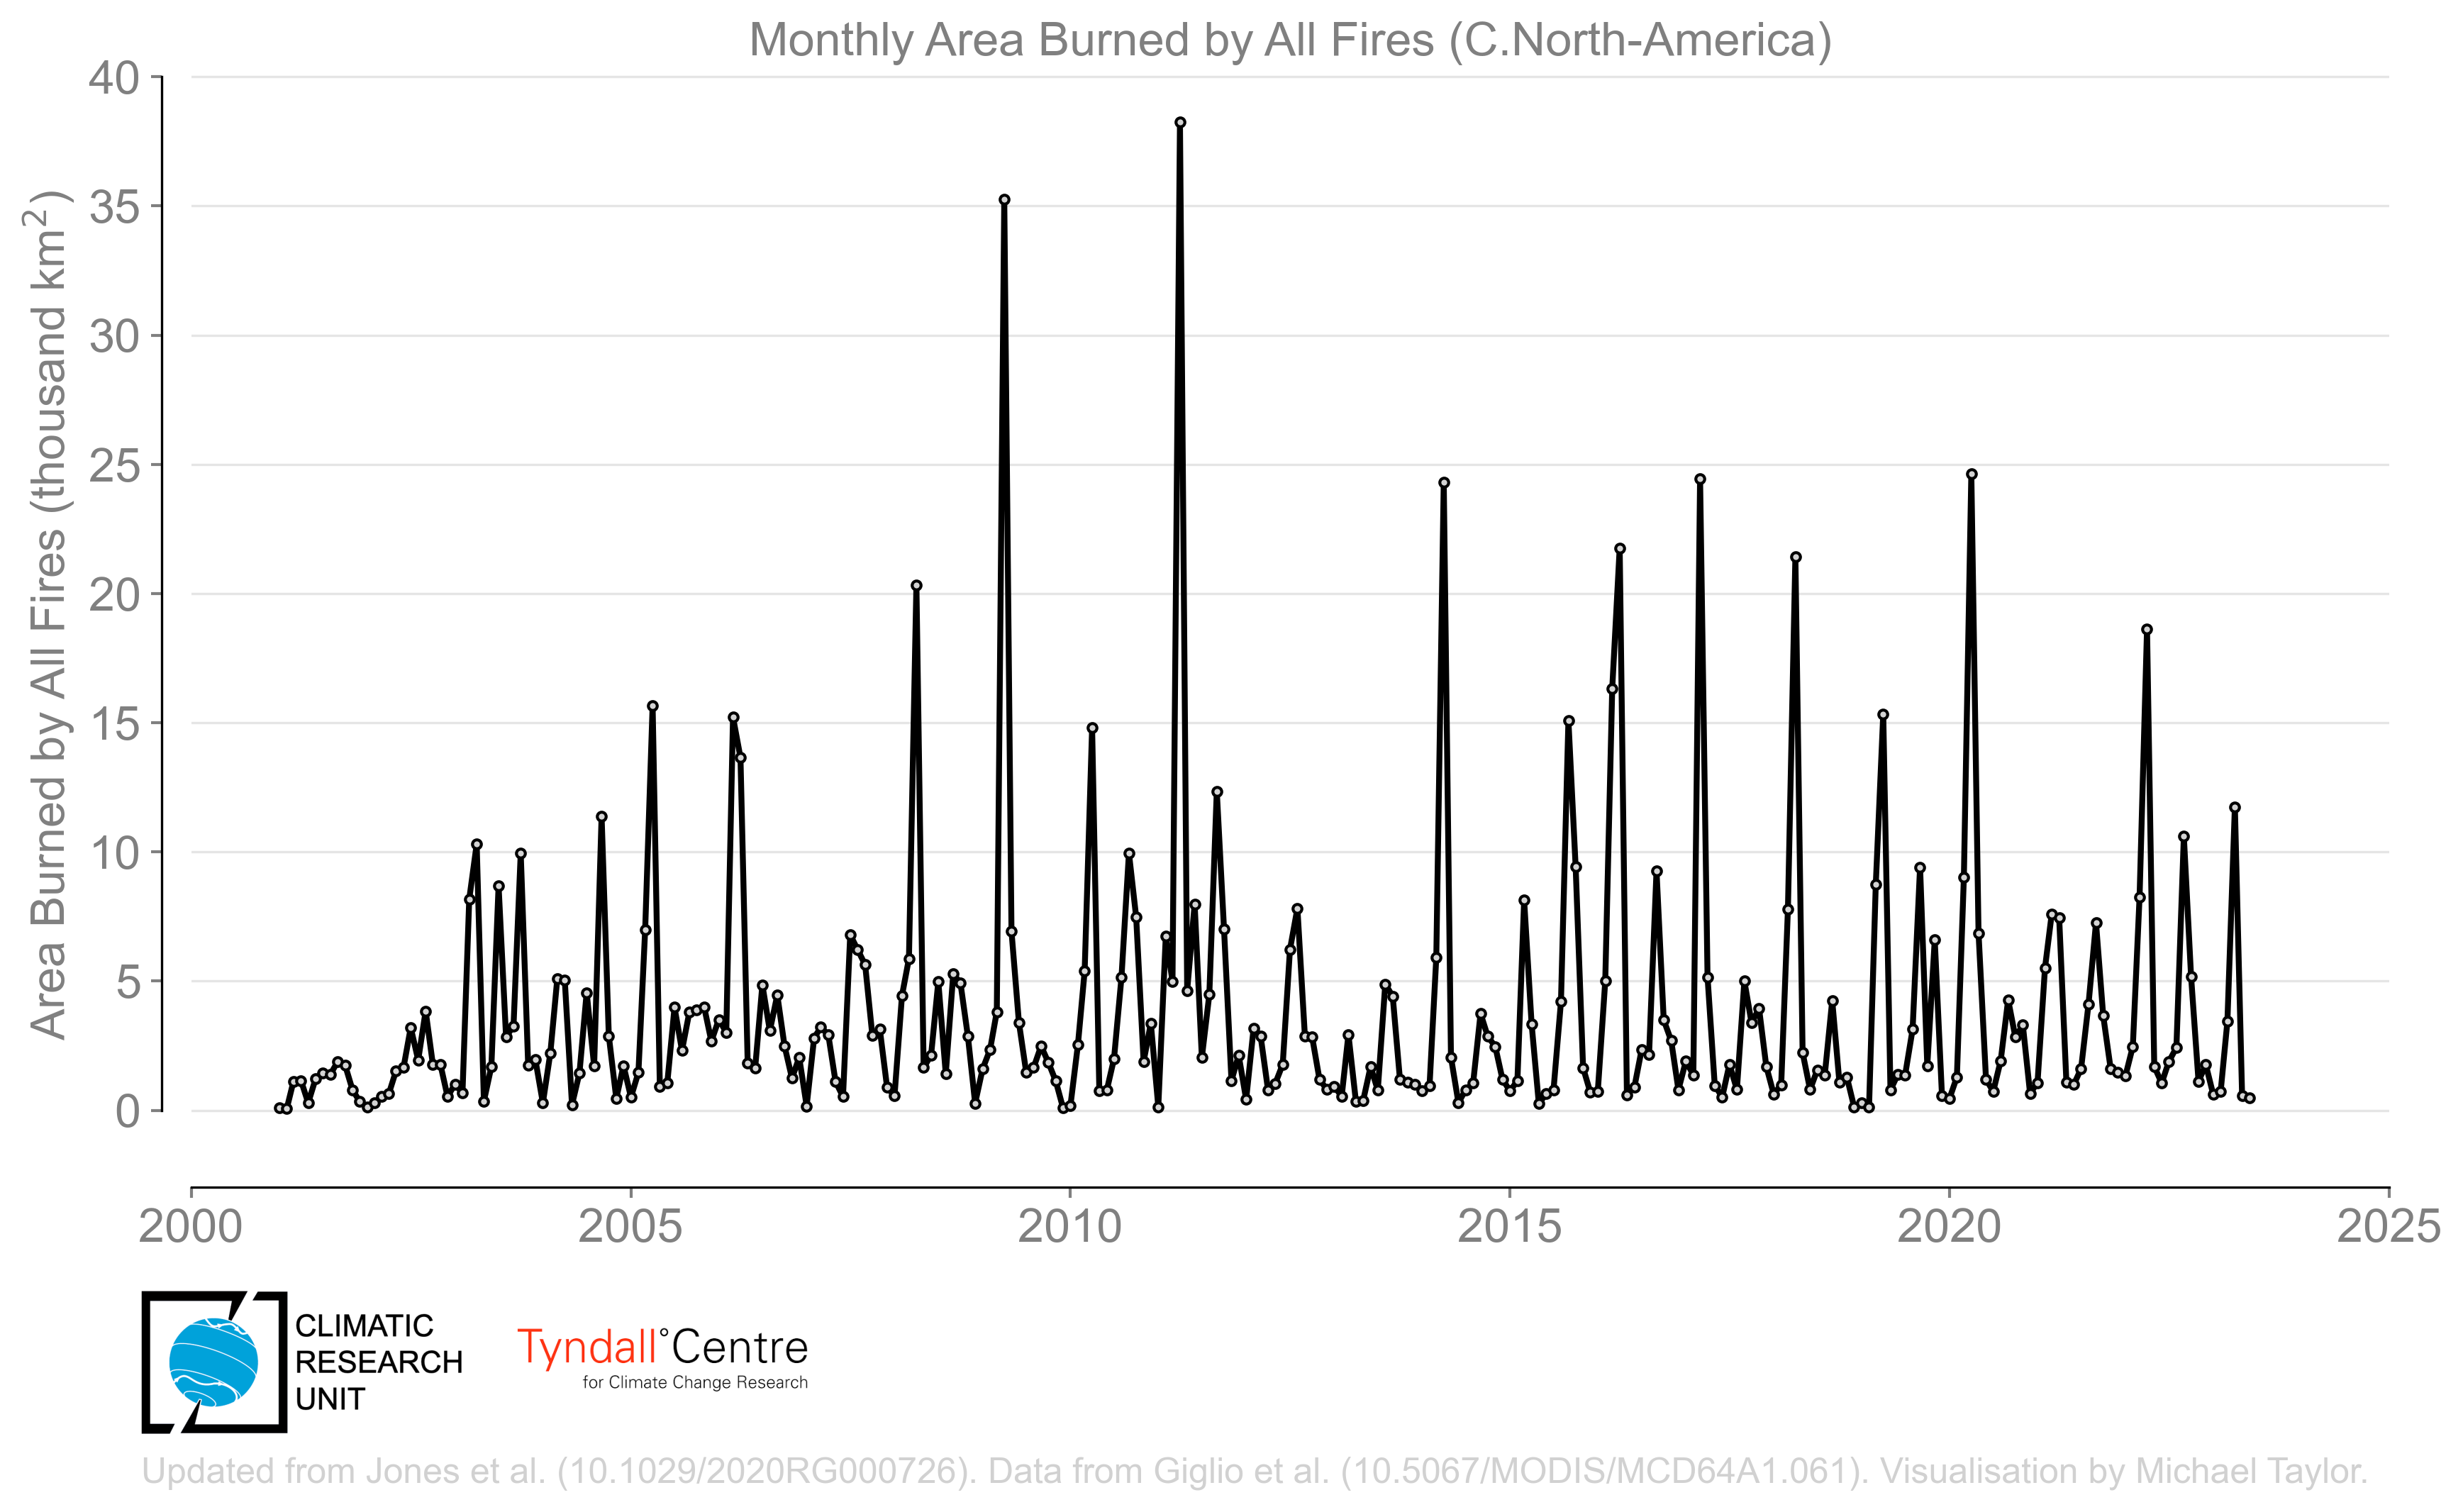 Monthly Area Burned by All Fires (C.North-America)
Area Burned by All Fires (thousand km²)
40
35
30
25
20
15
10
5
0
2000 2005 2010 2015 2020 2025
CLIMATIC
RESEARCH
UNIT
Tyndall°Centre
for Climate Change Research
Updated from Jones et al. (10.1029/2020RG000726). Data from Giglio et al. (10.5067/MODIS/MCD64A1.061). Visualisation by Michael Taylor.